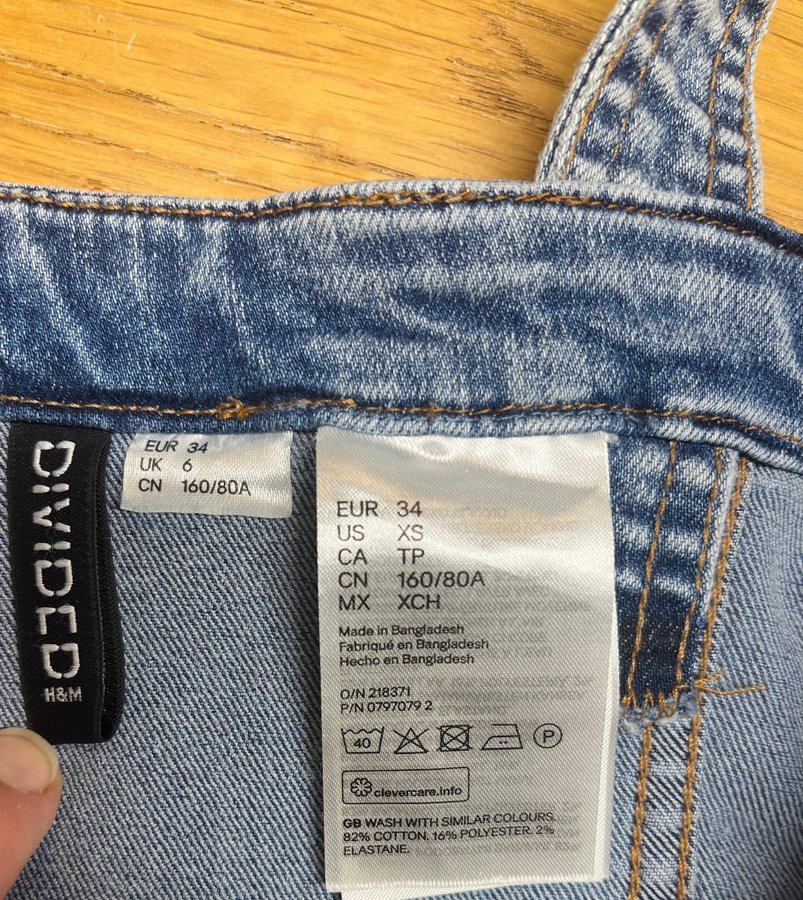 DIVIDED
H&M
EUR 34
UK 6
CN 160/80A
EUR 34
US XS
CA TP
CN 160/80A
MX XCH
Made in Bangladesh
Fabriqué en Bangladesh
Hecho en Bangladesh
O/N 218371
P/N 0797079 2
40
P
clevercare.info
GB WASH WITH SIMILAR COLOURS.
82% COTTON. 16% POLYESTER. 2%
ELASTANE.